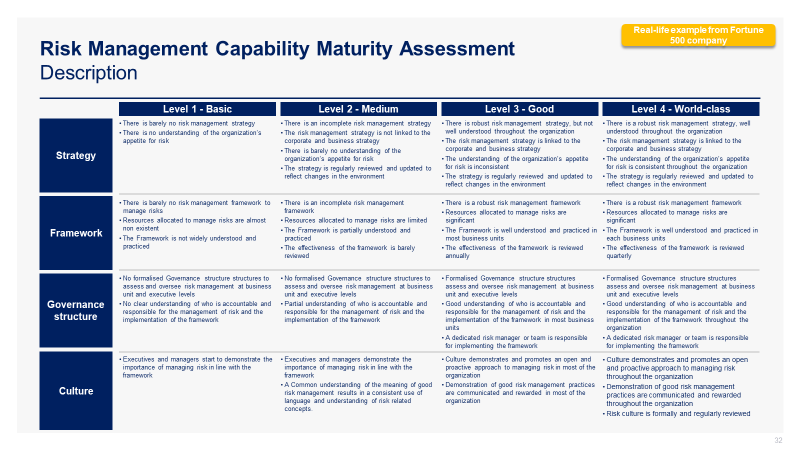 Real-life example from Fortune
500 company
Risk Management Capability Maturity Assessment
Description
Level 1 - Basic
Level 2 - Medium
Level 3 - Good
Level 4 - World-class
Strategy
• There is barely no risk management strategy
• There is no understanding of the organization's
appetite for risk
• There is an incomplete risk management strategy
• The risk management strategy is not linked to the
corporate and business strategy
• There is barely no understanding of the
organization's appetite for risk
• The strategy is regularly reviewed and updated to
reflect changes in the environment
• There is robust risk management strategy, but not
well understood throughout the organization
• The risk management strategy is linked to the
corporate and business strategy
• The understanding of the organization's appetite
for risk is inconsistent
• The strategy is regularly reviewed and updated to
reflect changes in the environment
• There is a robust risk management strategy, well
understood throughout the organization
• The risk management strategy is linked to the
corporate and business strategy
• The understanding of the organization's appetite
for risk is consistent throughout the organization
• The strategy is regularly reviewed and updated to
reflect changes in the environment
Framework
• There is barely no risk management framework to
manage risks
• Resources allocated to manage risks are almost
non existent
• The Framework is not widely understood and
practiced
• There is an incomplete risk management
framework
• Resources allocated to manage risks are limited
• The Framework is partially understood and
practiced
• The effectiveness of the framework is barely
reviewed
• There is a robust risk management framework
• Resources allocated to manage risks are
significant
• The Framework is well understood and practiced in
most business units
• The effectiveness of the framework is reviewed
annually
• There is a robust risk management framework
• Resources allocated to manage risks are
significant
• The Framework is well understood and practiced in
each business units
• The effectiveness of the framework is reviewed
quarterly
Governance
structure
• No formalised Governance structure structures to
assess and oversee risk management at business
unit and executive levels
• No clear understanding of who is accountable and
responsible for the management of risk and the
implementation of the framework
• No formalised Governance structure structures to
assess and oversee risk management at business
unit and executive levels
• Partial understanding of who is accountable and
responsible for the management of risk and the
implementation of the framework
• Formalised Governance structure structures to
assess and oversee risk management at business
unit and executive levels
• Good understanding of who is accountable and
responsible for the management of risk and the
implementation of the framework in most business
units
• A dedicated risk manager or team is responsible
for implementing the framework
• Formalised Governance structure structures to
assess and oversee risk management at business
unit and executive levels
• Good understanding of who is accountable and
responsible for the management of risk and the
implementation of the framework throughout the
organization
• A dedicated risk manager or team is responsible
for implementing the framework
Culture
• Executives and managers start to demonstrate the
importance of managing risk in line with the
framework
• Executives and managers demonstrate the
importance of managing risk in line with the
framework
• A Common understanding of the meaning of good
risk management results in a consistent use of
language and understanding of risk related
concepts.
• Culture demonstrates and promotes an open and
proactive approach to managing risk in most of the
organization
• Demonstration of good risk management practices
are communicated and rewarded in most of the
organization
• Culture demonstrates and promotes an open
and proactive approach to managing risk
throughout the organization
• Demonstration of good risk management
practices are communicated and rewarded
throughout the organization
• Risk culture is formally and regularly reviewed
32